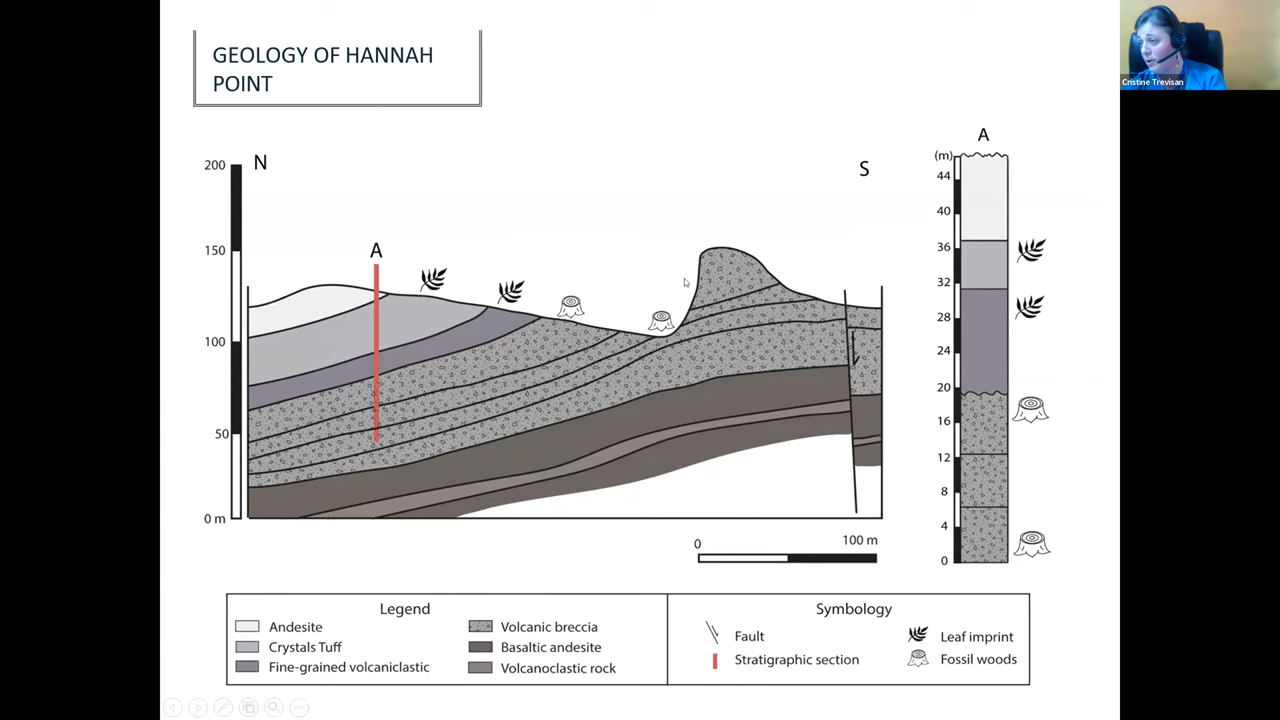 GEOLOGY OF HANNAH
POINT
Cristine Trevisan
N
S
A
200
150
100
50
0 m
A
(m)
44
40
36
32
28
24
20
16
12
8
4
0
0
100 m
Legend
Andesite
Crystals Tuff
Fine-grained volcaniclastic
Volcanic breccia
Basaltic andesite
Volcanoclastic rock
Symbology
Fault
Stratigraphic section
Leaf imprint
Fossil woods